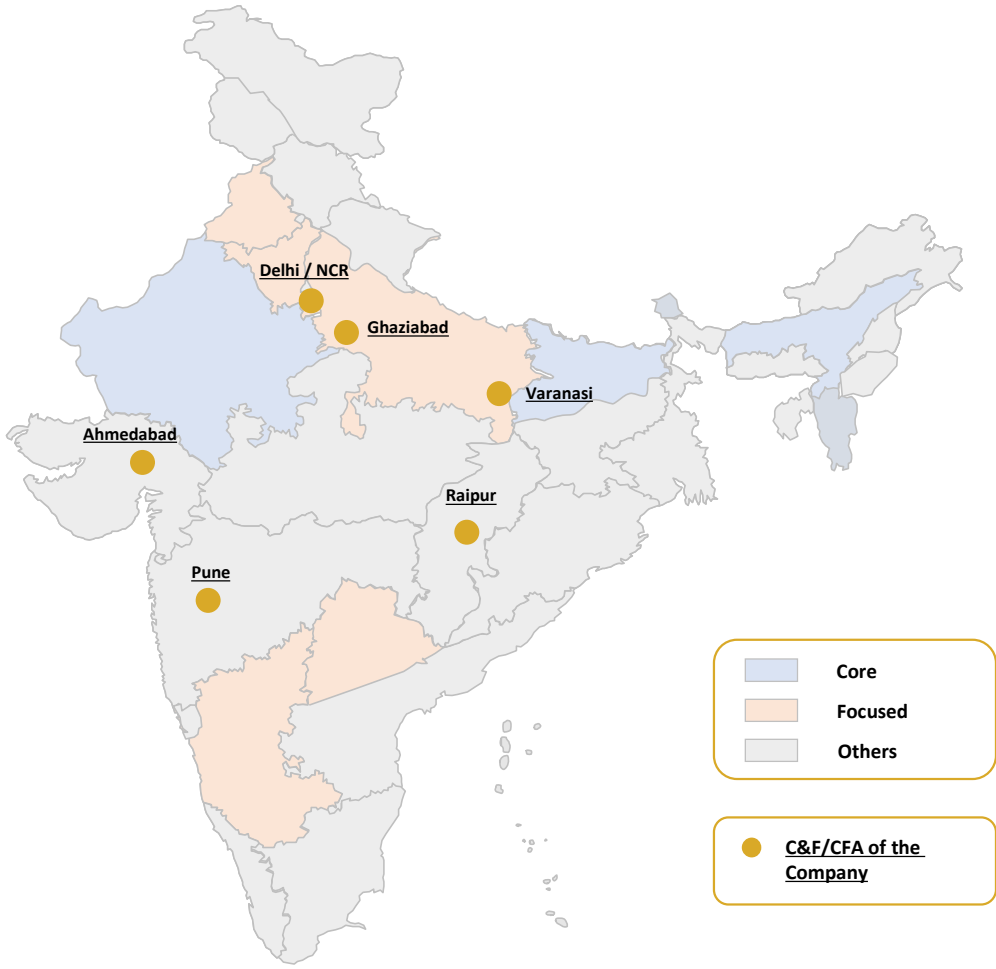 Delhi / NCR
Ghaziabad
Varanasi
Ahmedabad
Raipur
Pune
Core
Focused
Others
C&F/CFA of the
Company